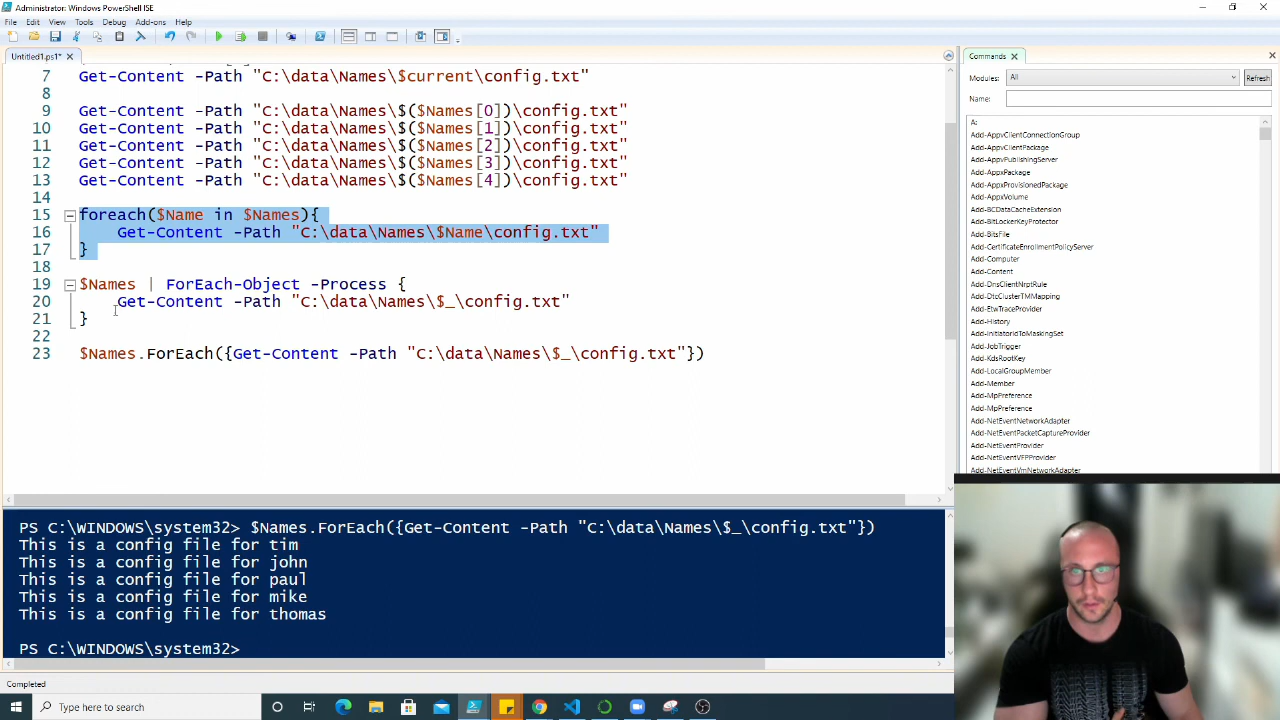 Administrator: Windows PowerShell ISE
File Edit View Tools Debug Add-ons Help
Untitled1.ps1*
7 Get-Content -Path "C:\data\Names\$current\config.txt"
8
9 Get-Content -Path "C:\data\Names\$($Names[0])\config.txt"
10 Get-Content -Path "C:\data\Names\$($Names[1])\config.txt"
11 Get-Content -Path "C:\data\Names\$($Names[2])\config.txt"
12 Get-Content -Path "C:\data\Names\$($Names[3])\config.txt"
13 Get-Content -Path "C:\data\Names\$($Names[4])\config.txt"
14
15 foreach($Name in $Names){
16 Get-Content -Path "C:\data\Names\$Name\config.txt"
17 }
18
19 $Names | ForEach-Object -Process {
20 Get-Content -Path "C:\data\Names\$_\config.txt"
21 }
22
23 $Names.ForEach({Get-Content -Path "C:\data\Names\$_\config.txt"})
PS C:\WINDOWS\system32> $Names.ForEach({Get-Content -Path "C:\data\Names\$_\config.txt"})
This is a config file for tim
This is a config file for john
This is a config file for paul
This is a config file for mike
This is a config file for thomas
PS C:\WINDOWS\system32>
Completed
Commands
Modules: All Refresh
Name:
A:
Add-AppvClientConnectionGroup
Add-AppvClientPackage
Add-AppvPublishingServer
Add-AppxPackage
Add-AppxProvisionedPackage
Add-AppxVolume
Add-BCDataCacheExtension
Add-BitLockerKeyProtector
Add-BitsFile
Add-CertificateEnrollmentPolicyServer
Add-Computer
Add-Content
Add-DnsClientNrptRule
Add-DtcClusterTMMapping
Add-EtwTraceProvider
Add-History
Add-InitiatorIdToMaskingSet
Add-JobTrigger
Add-KdsRootKey
Add-LocalGroupMember
Add-Member
Add-MpPreference
Add-MpPreference
Add-NetEventNetworkAdapter
Add-NetEventPacketCaptureProvider
Add-NetEventProvider
Add-NetEventVFPProvider
Add-NetEventVmNetworkAdapter
Type here to search